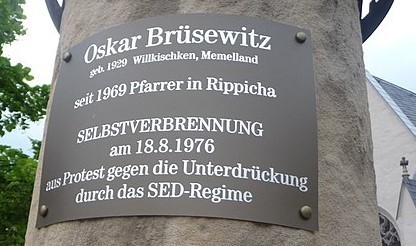 Oskar Brüsewitz
geb. 1929 Willkischken, Memelland
seit 1969 Pfarrer in Rippicha
SELBSTVERBRENNUNG
am 18.8.1976
aus Protest gegen die Unterdrückung
durch das SED-Regime